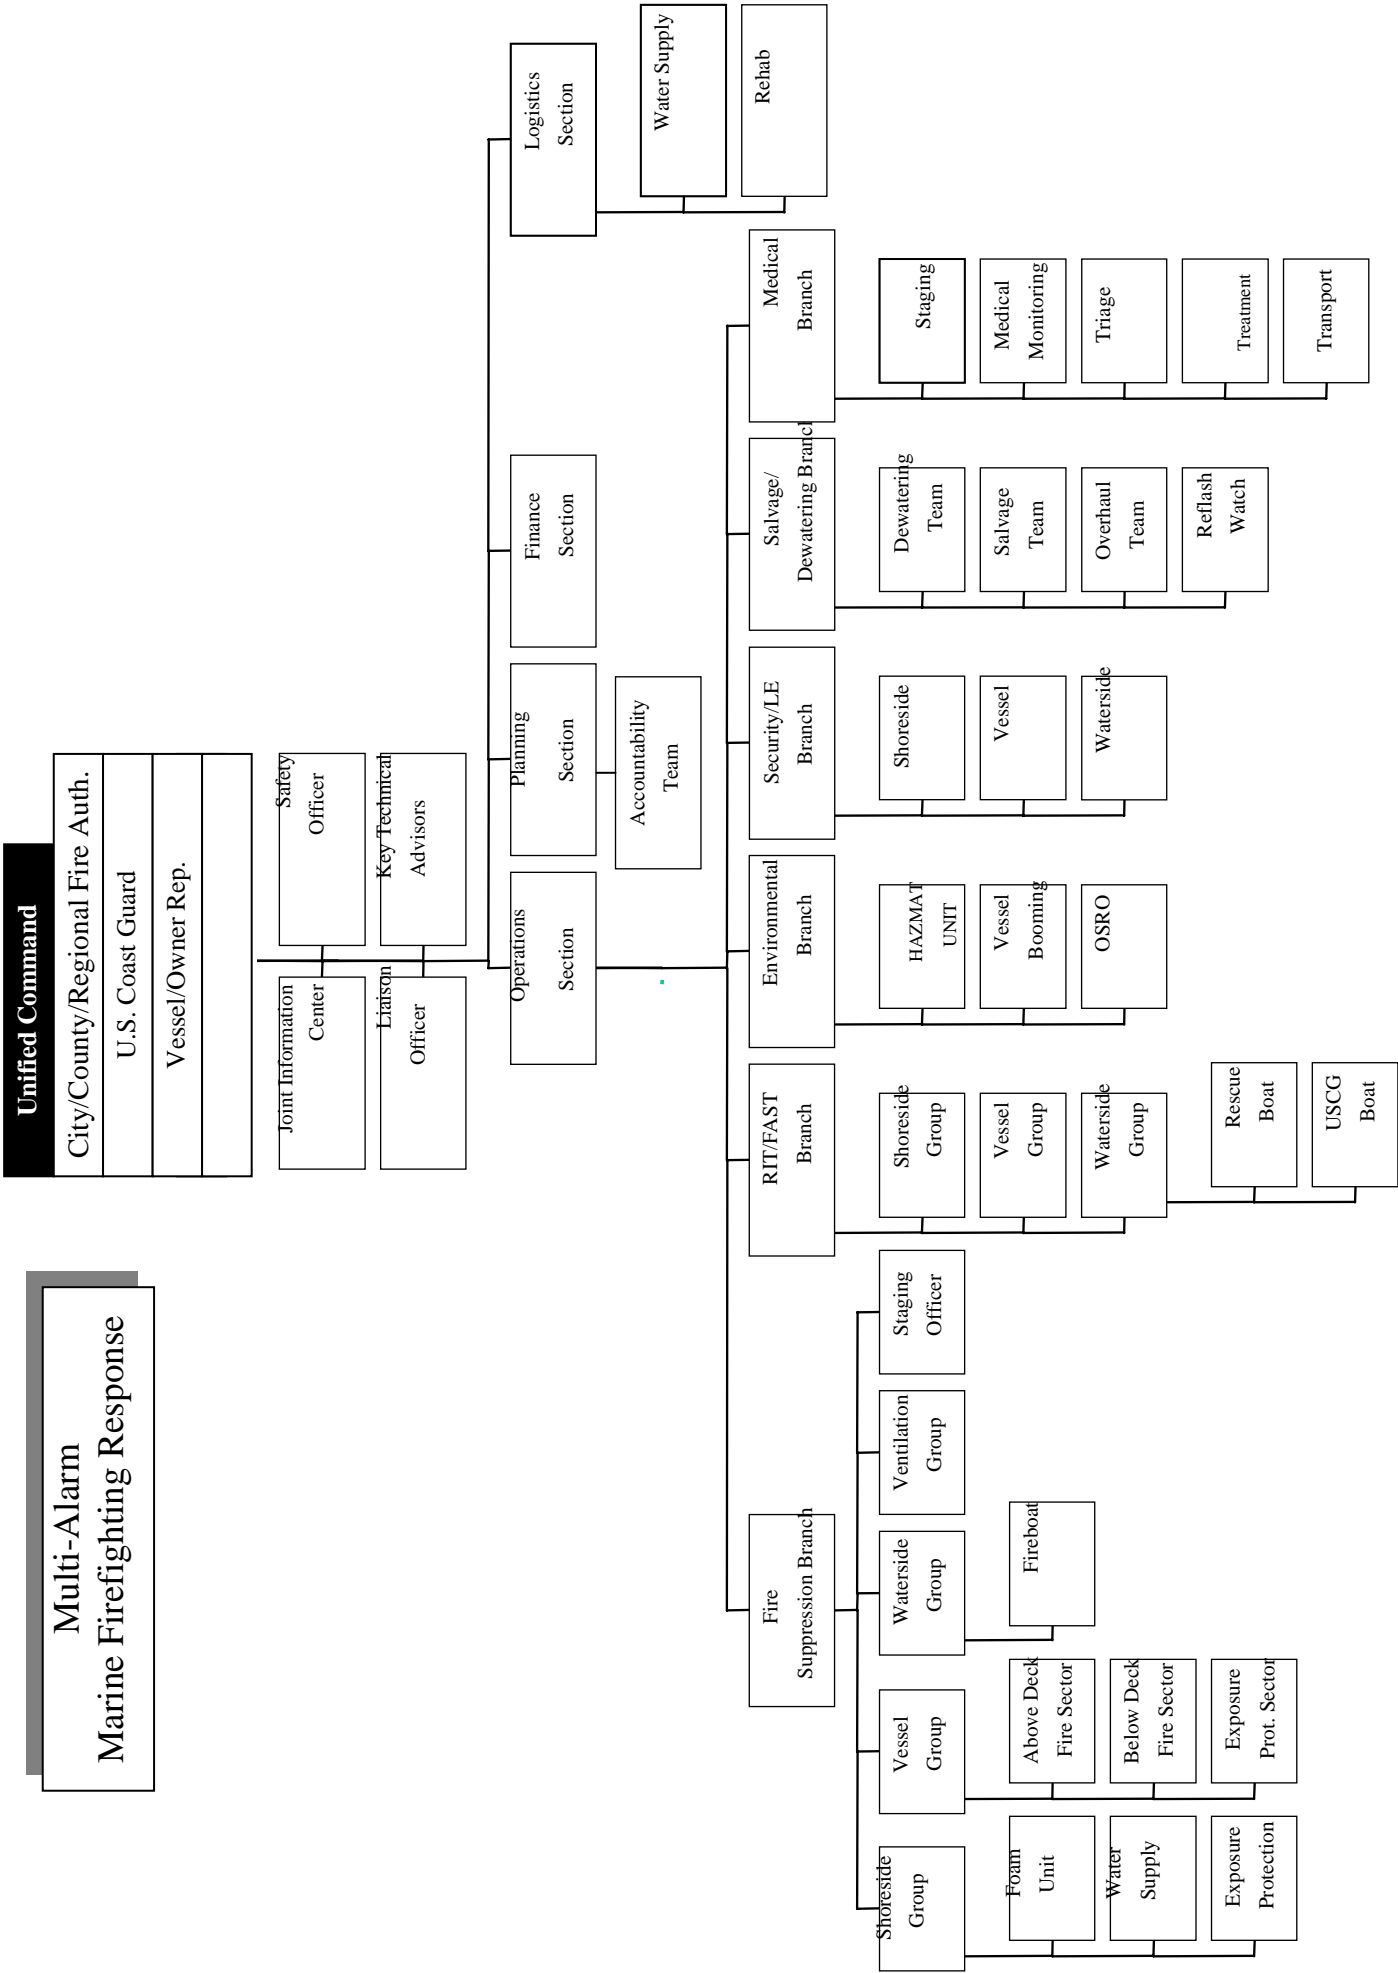 Multi-Alarm
Marine Firefighting Response
Unified Command
City/County/Regional Fire Auth.
U.S. Coast Guard
Vessel/Owner Rep.
Joint Information
Center
Safety
Officer
Liaison
Officer
Key Technical
Advisors
Operations
Section
Planning
Section
Finance
Section
Logistics
Section
Accountability
Team
Water Supply
Rehab
Fire
Suppression Branch
RIT/FAST
Branch
Environmental
Branch
Security/LE
Branch
Salvage/
Dewatering Branch
Medical
Branch
Shoreside
Group
Vessel
Group
Waterside
Group
Ventilation
Group
Staging
Officer
Foam
Unit
Water
Supply
Exposure
Protection
Above Deck
Fire Sector
Below Deck
Fire Sector
Exposure
Prot. Sector
Fireboat
Shoreside
Group
Vessel
Group
Waterside
Group
Rescue
Boat
USCG
Boat
HAZMAT
UNIT
Vessel
Booming
OSRO
Shoreside
Vessel
Waterside
Dewatering
Team
Salvage
Team
Overhaul
Team
Reflash
Watch
Staging
Medical
Monitoring
Triage
Treatment
Transport